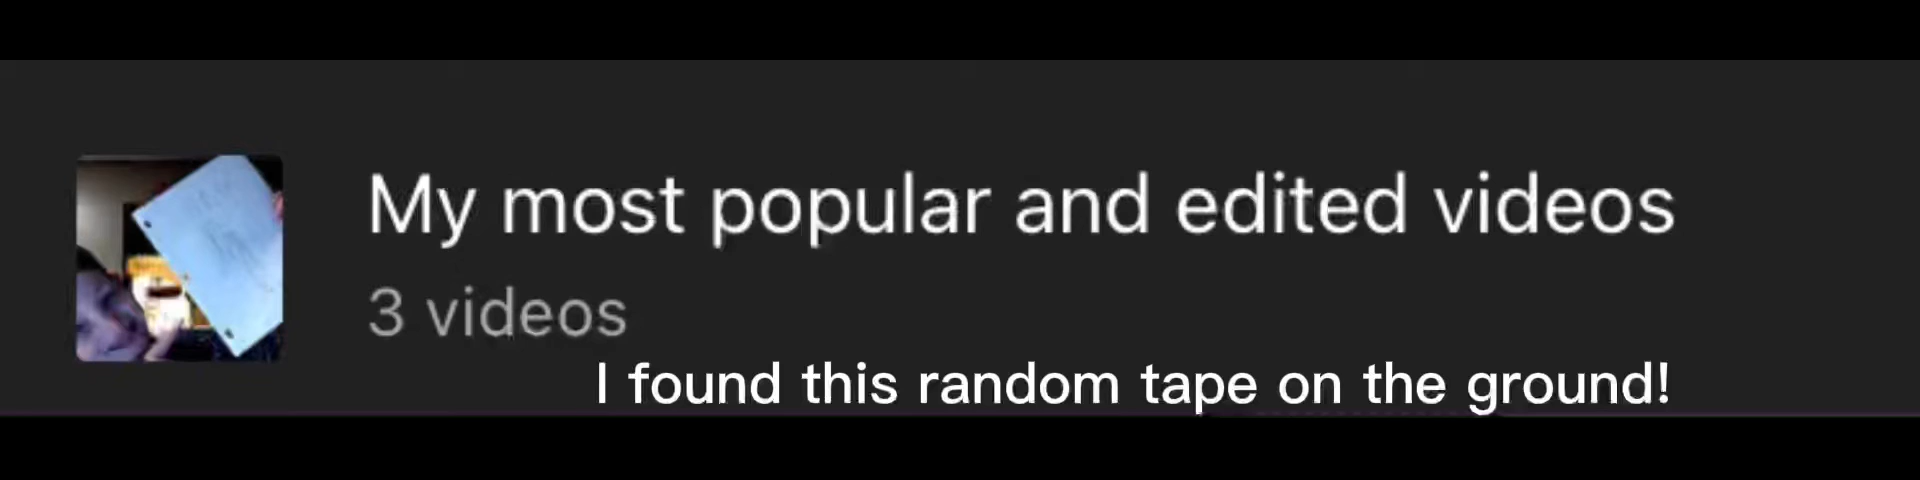 My most popular and edited videos
3 videos
I found this random tape on the ground!